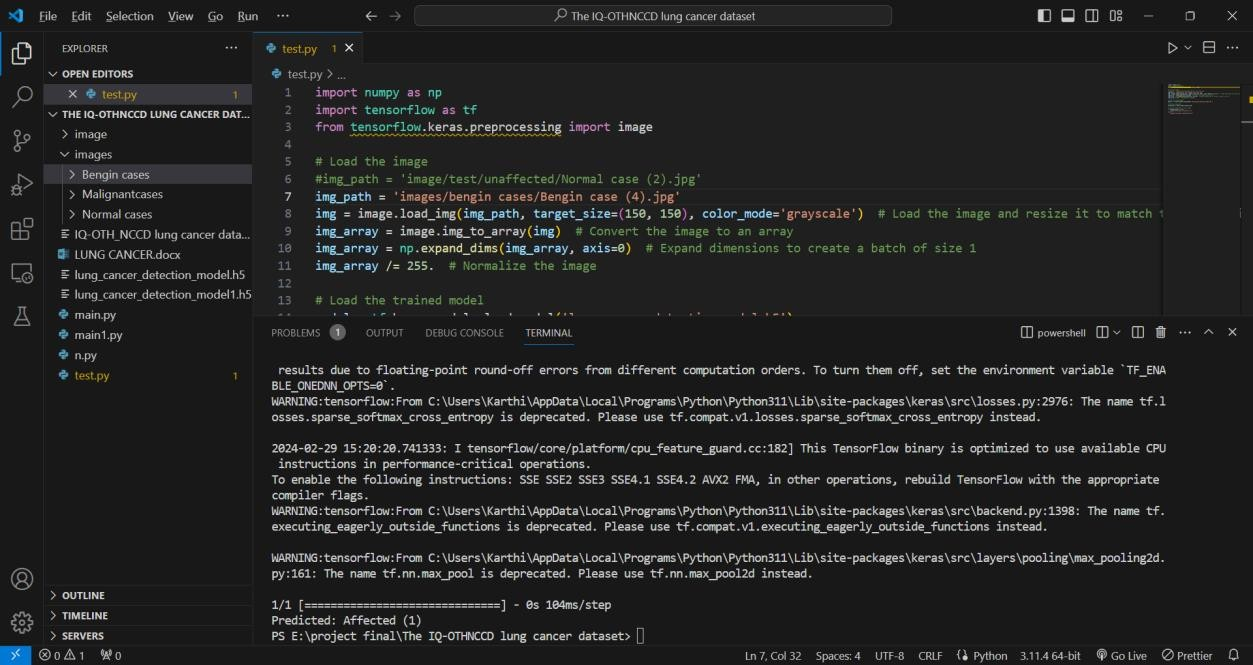 File Edit Selection View Go Run ··· The IQ-OTHNCCD lung cancer dataset
EXPLORER ···
OPEN EDITORS
test.py 1
THE IQ-OTHNCCD LUNG CANCER DAT...
image
images
Bengin cases
Malignantcases
Normal cases
IQ-OTH_NCCD lung cancer data...
LUNG CANCER.docx
lung_cancer_detection_model.h5
lung_cancer_detection_model1.h5
main.py
main1.py
n.py
test.py 1
OUTLINE
TIMELINE
SERVERS
test.py 1
test.py > ...
1 import numpy as np
2 import tensorflow as tf
3 from tensorflow.keras.preprocessing import image
4
5 # Load the image
6 #img_path = 'image/test/unaffected/Normal case (2).jpg'
7 img_path = 'images/bengin cases/Bengin case (4).jpg'
8 img = image.load_img(img_path, target_size=(150, 150), color_mode='grayscale') # Load the image and resize it to match
9 img_array = image.img_to_array(img) # Convert the image to an array
10 img_array = np.expand_dims(img_array, axis=0) # Expand dimensions to create a batch of size 1
11 img_array /= 255. # Normalize the image
12
13 # Load the trained model
PROBLEMS 1 OUTPUT DEBUG CONSOLE TERMINAL powershell
results due to floating-point round-off errors from different computation orders. To turn them off, set the environment variable `TF_ENA
BLE_ONEDNN_OPTS=0`.
WARNING:tensorflow:From C:\Users\Karthi\AppData\Local\Programs\Python\Python311\Lib\site-packages\keras\src\losses.py:2976: The name tf.l
osses.sparse_softmax_cross_entropy is deprecated. Please use tf.compat.v1.losses.sparse_softmax_cross_entropy instead.
2024-02-29 15:20:20.741333: I tensorflow/core/platform/cpu_feature_guard.cc:182] This TensorFlow binary is optimized to use available CPU
instructions in performance-critical operations.
To enable the following instructions: SSE SSE2 SSE3 SSE4.1 SSE4.2 AVX2 FMA, in other operations, rebuild TensorFlow with the appropriate
compiler flags.
WARNING:tensorflow:From C:\Users\Karthi\AppData\Local\Programs\Python\Python311\Lib\site-packages\keras\src\backend.py:1398: The name tf.
executing_eagerly_outside_functions is deprecated. Please use tf.compat.v1.executing_eagerly_outside_functions instead.
WARNING:tensorflow:From C:\Users\Karthi\AppData\Local\Programs\Python\Python311\Lib\site-packages\keras\src\layers\pooling\max_pooling2d.
py:161: The name tf.nn.max_pool is deprecated. Please use tf.nn.max_pool2d instead.
1/1 [==============================] - 0s 104ms/step
Predicted: Affected (1)
PS E:\project final\The IQ-OTHNCCD lung cancer dataset>
0 1 0 Ln 7, Col 32 Spaces: 4 UTF-8 CRLF Python 3.11.4 64-bit Go Live Prettier